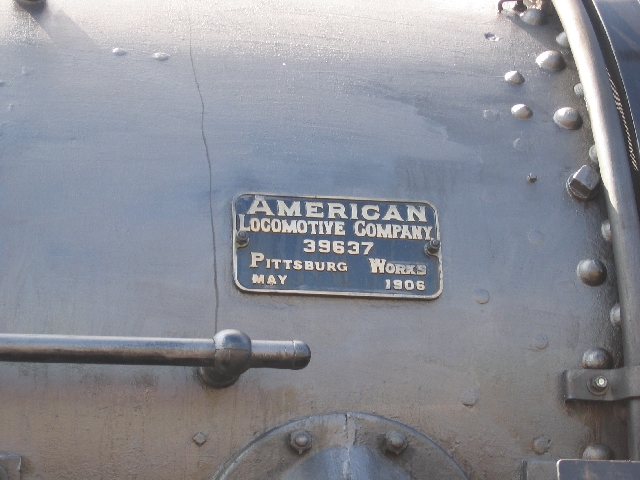 AMERICAN
LOCOMOTIVE COMPANY
39637
PITTSBURG WORKS
MAY 1906